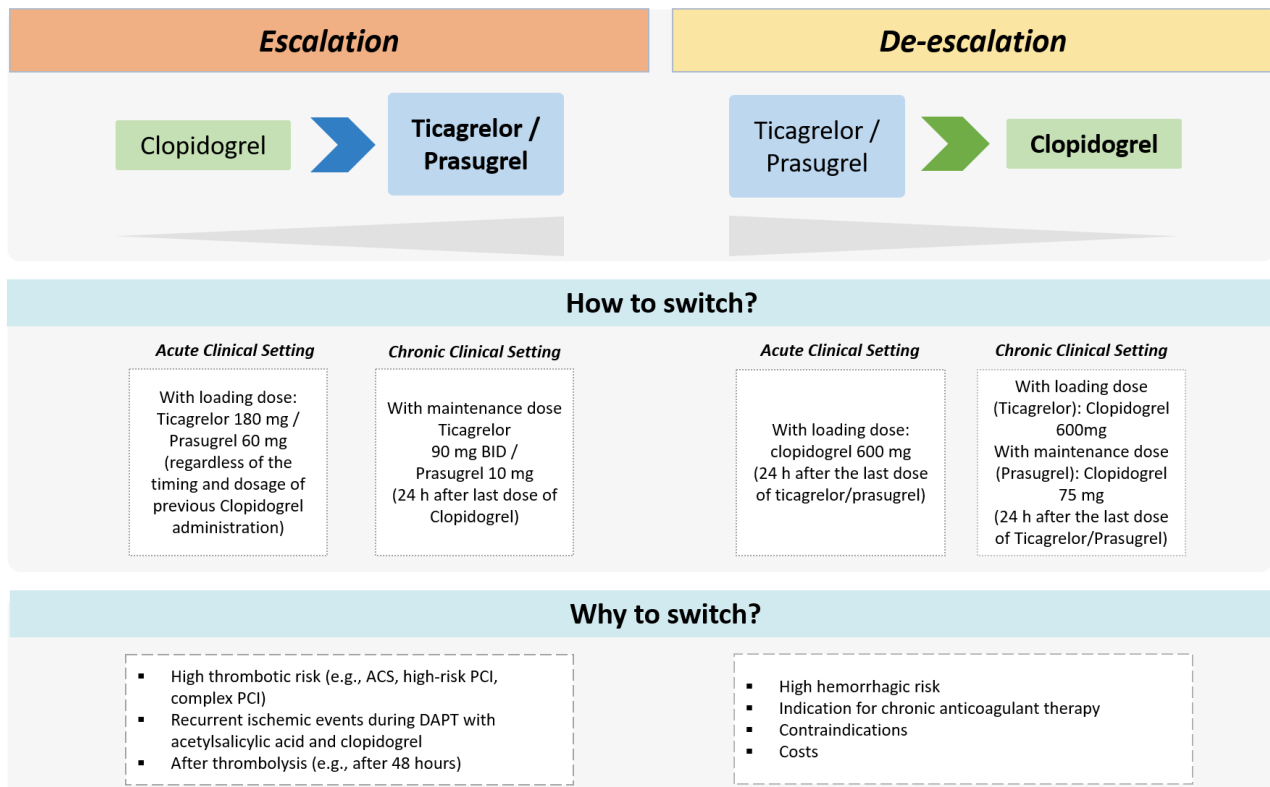 Escalation
De-escalation
Clopidogrel
Ticagrelor /
Prasugrel
Ticagrelor /
Prasugrel
Clopidogrel
How to switch?
Acute Clinical Setting
With loading dose:
Ticagrelor 180 mg /
Prasugrel 60 mg
(regardless of the
timing and dosage of
previous Clopidogrel
administration)
Chronic Clinical Setting
With maintenance dose
Ticagrelor
90 mg BID /
Prasugrel 10 mg
(24 h after last dose of
Clopidogrel)
Acute Clinical Setting
With loading dose:
clopidogrel 600 mg
(24 h after the last dose
of ticagrelor/prasugrel)
Chronic Clinical Setting
With loading dose
(Ticagrelor): Clopidogrel
600mg
With maintenance dose
(Prasugrel): Clopidogrel
75 mg
(24 h after the last dose
of Ticagrelor/Prasugrel)
Why to switch?
▪ High thrombotic risk (e.g., ACS, high-risk PCI,
complex PCI)
▪ Recurrent ischemic events during DAPT with
acetylsalicylic acid and clopidogrel
▪ After thrombolysis (e.g., after 48 hours)
▪ High hemorrhagic risk
▪ Indication for chronic anticoagulant therapy
▪ Contraindications
▪ Costs